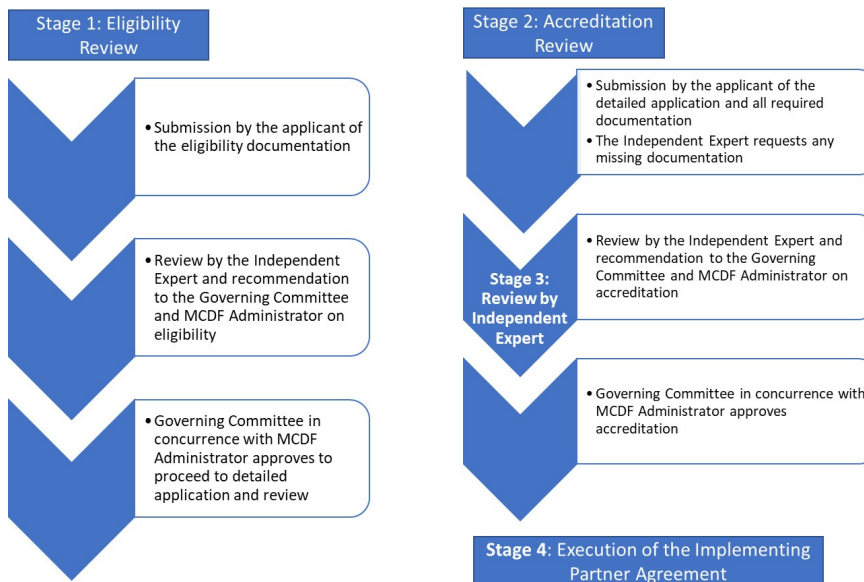 Stage 1: Eligibility
Review
• Submission by the applicant of
the eligibility documentation
• Review by the Independent
Expert and recommendation
to the Governing Committee
and MCDF Administrator on
eligibility
• Governing Committee in
concurrence with MCDF
Administrator approves to
proceed to detailed
application and review
Stage 2: Accreditation
Review
• Submission by the applicant of the
detailed application and all required
documentation
• The Independent Expert requests any
missing documentation
Stage 3:
Review by
Independent
Expert
• Review by the Independent Expert and
recommendation to the Governing
Committee and MCDF Administrator on
accreditation
• Governing Committee in concurrence with
MCDF Administrator approves
accreditation
Stage 4: Execution of the Implementing
Partner Agreement